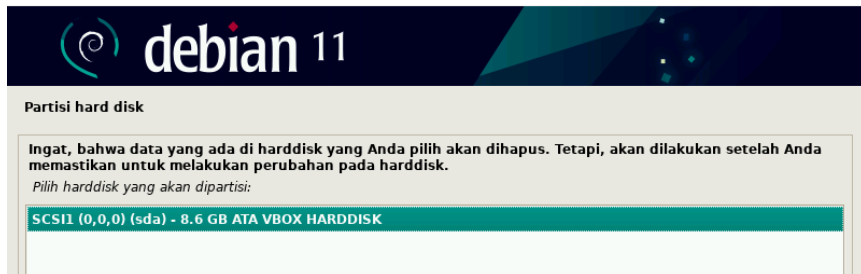 debian 11
Partisi hard disk
Ingat, bahwa data yang ada di harddisk yang Anda pilih akan dihapus. Tetapi, akan dilakukan setelah Anda
memastikan untuk melakukan perubahan pada harddisk.
Pilih harddisk yang akan dipartisi:
SCSI1 (0,0,0) (sda) - 8.6 GB ATA VBOX HARDDISK